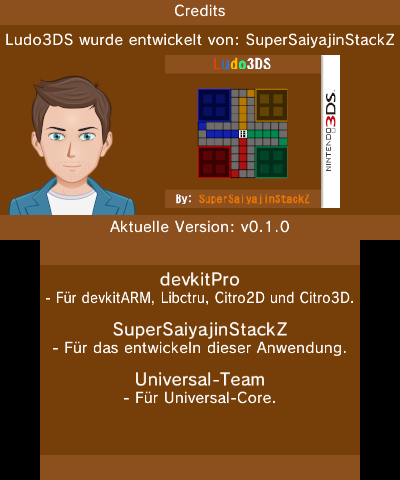 Credits
Ludo3DS wurde entwickelt von: SuperSaiyajinStackZ
Ludo3DS
NINTENDO 3DS
By: SuperSaiyajinStackZ
Aktuelle Version: v0.1.0
devkitPro
- Für devkitARM, Libctru, Citro2D und Citro3D.
SuperSaiyajinStackZ
- Für das entwickeln dieser Anwendung.
Universal-Team
- Für Universal-Core.